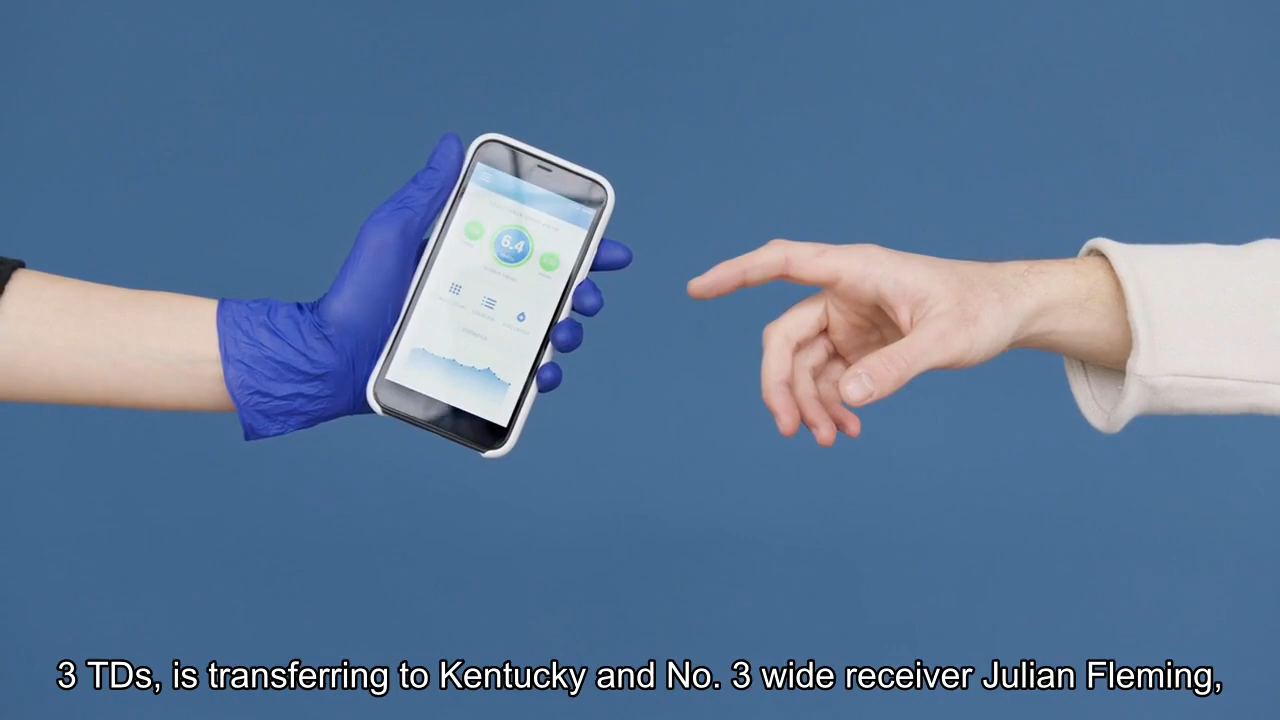 6.4
3 TDs, is transferring to Kentucky and No. 3 wide receiver Julian Fleming,